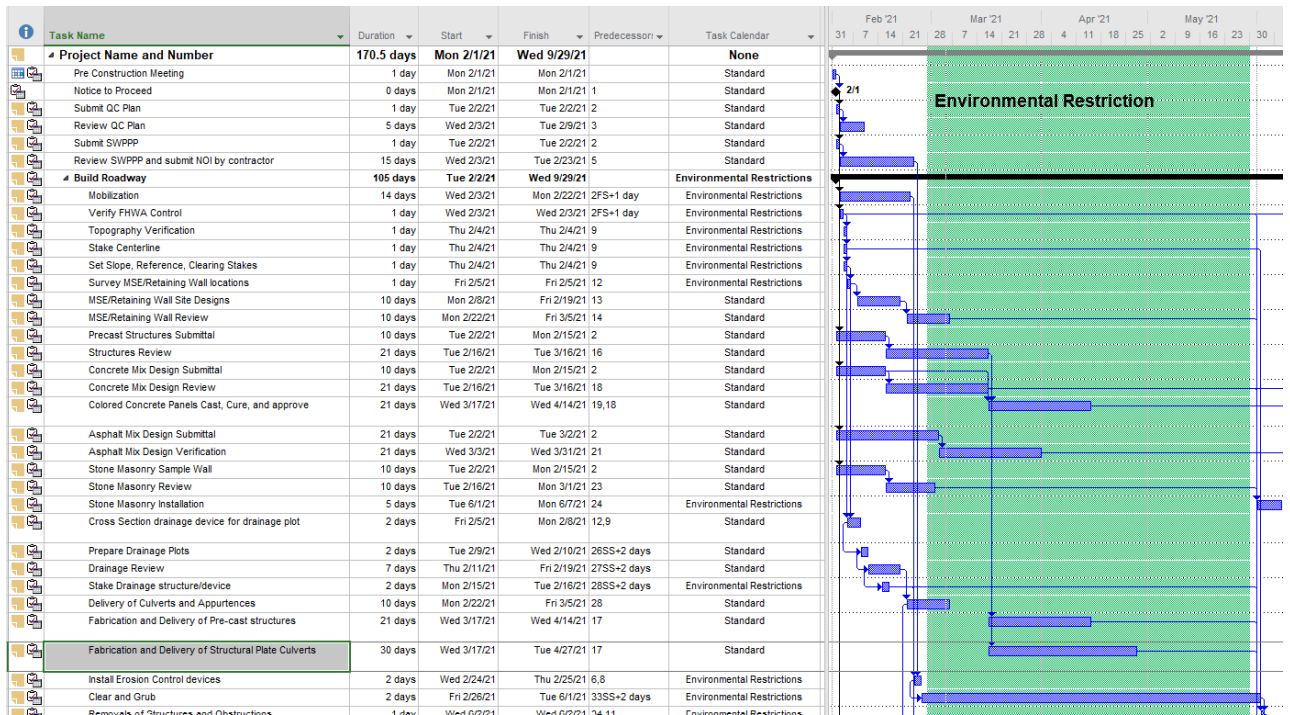 Task Name Duration Start Finish Predecessors Task Calendar
Feb '21 Mar '21 Apr '21 May '21
31 7 14 21 28 7 14 21 28 4 11 18 25 2 9 16 23 30
Project Name and Number 170.5 days Mon 2/1/21 Wed 9/29/21 None
Pre Construction Meeting 1 day Mon 2/1/21 Mon 2/1/21 Standard
Notice to Proceed 0 days Mon 2/1/21 Mon 2/1/21 1 Standard 2/1
Environmental Restriction
Submit QC Plan 1 day Tue 2/2/21 Tue 2/2/21 2 Standard
Review QC Plan 5 days Wed 2/3/21 Tue 2/9/21 3 Standard
Submit SWPPP 1 day Tue 2/2/21 Tue 2/2/21 2 Standard
Review SWPPP and submit NOI by contractor 15 days Wed 2/3/21 Tue 2/23/21 5 Standard
Build Roadway 105 days Tue 2/2/21 Wed 9/29/21 Environmental Restrictions
Mobilization 14 days Wed 2/3/21 Mon 2/22/21 2FS+1 day Environmental Restrictions
Verify FHWA Control 1 day Wed 2/3/21 Wed 2/3/21 2FS+1 day Environmental Restrictions
Topography Verification 1 day Thu 2/4/21 Thu 2/4/21 9 Environmental Restrictions
Stake Centerline 1 day Thu 2/4/21 Thu 2/4/21 9 Environmental Restrictions
Set Slope, Reference, Clearing Stakes 1 day Thu 2/4/21 Thu 2/4/21 9 Environmental Restrictions
Survey MSE/Retaining Wall locations 1 day Fri 2/5/21 Fri 2/5/21 12 Environmental Restrictions
MSE/Retaining Wall Site Designs 10 days Mon 2/8/21 Fri 2/19/21 13 Standard
MSE/Retaining Wall Review 10 days Mon 2/22/21 Fri 3/5/21 14 Standard
Precast Structures Submittal 10 days Tue 2/2/21 Mon 2/15/21 2 Standard
Structures Review 21 days Tue 2/16/21 Tue 3/16/21 16 Standard
Concrete Mix Design Submittal 10 days Tue 2/2/21 Mon 2/15/21 2 Standard
Concrete Mix Design Review 21 days Tue 2/16/21 Tue 3/16/21 18 Standard
Colored Concrete Panels Cast, Cure, and approve 21 days Wed 3/17/21 Wed 4/14/21 19,18 Standard
Asphalt Mix Design Submittal 21 days Tue 2/2/21 Tue 3/2/21 2 Standard
Asphalt Mix Design Verification 21 days Wed 3/3/21 Wed 3/31/21 21 Standard
Stone Masonry Sample Wall 10 days Tue 2/2/21 Mon 2/15/21 2 Standard
Stone Masonry Review 10 days Tue 2/16/21 Mon 3/1/21 23 Standard
Stone Masonry Installation 5 days Tue 6/1/21 Mon 6/7/21 24 Environmental Restrictions
Cross Section drainage device for drainage plot 2 days Fri 2/5/21 Mon 2/8/21 12,9 Standard
Prepare Drainage Plots 2 days Tue 2/9/21 Wed 2/10/21 26SS+2 days Standard
Drainage Review 7 days Thu 2/11/21 Fri 2/19/21 27SS+2 days Standard
Stake Drainage structure/device 2 days Mon 2/15/21 Tue 2/16/21 28SS+2 days Environmental Restrictions
Delivery of Culverts and Appurtences 10 days Mon 2/22/21 Fri 3/5/21 28 Standard
Fabrication and Delivery of Pre-cast structures 21 days Wed 3/17/21 Wed 4/14/21 17 Standard
Fabrication and Delivery of Structural Plate Culverts 30 days Wed 3/17/21 Tue 4/27/21 17 Standard
Install Erosion Control devices 2 days Wed 2/24/21 Thu 2/25/21 6,8 Environmental Restrictions
Clear and Grub 2 days Fri 2/26/21 Tue 6/1/21 33SS+2 days Environmental Restrictions
Removals of Structures and Obstructions 1 day Wed 6/2/21 Wed 6/2/21 34,11 Environmental Restrictions